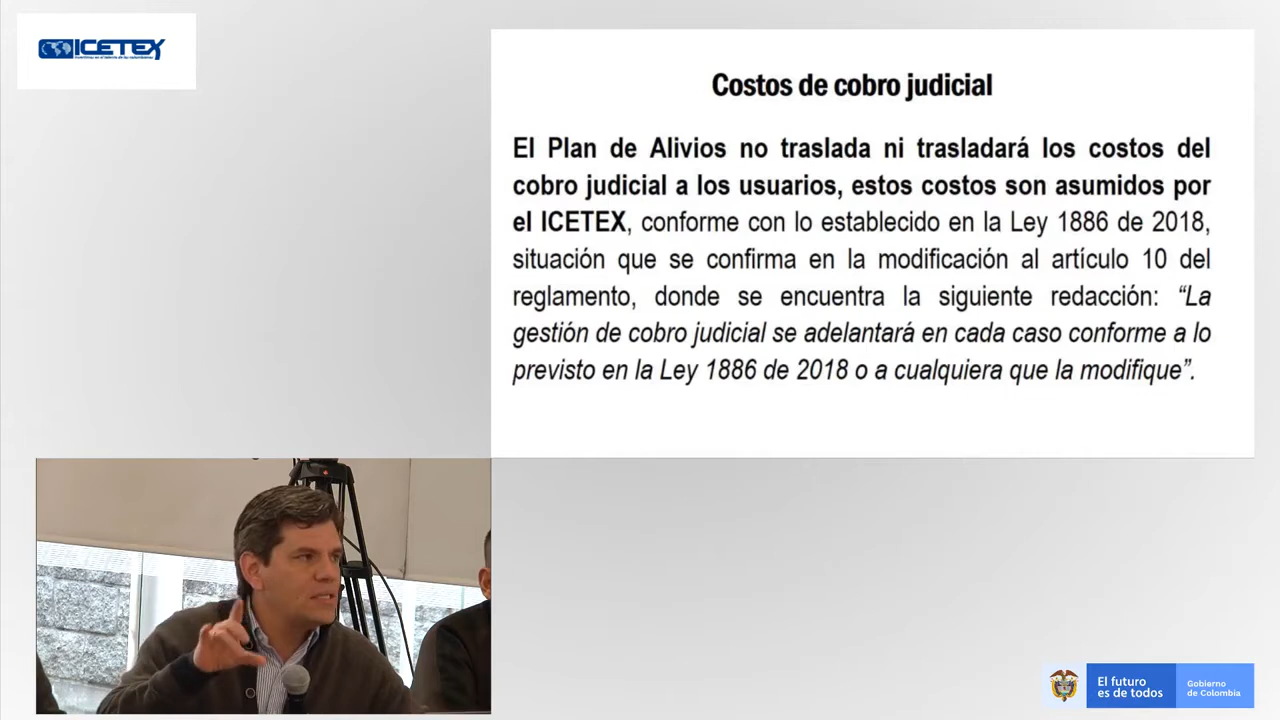 ICETEX
Costos de cobro judicial
El Plan de Alivios no traslada ni trasladará los costos del
cobro judicial a los usuarios, estos costos son asumidos por
el ICETEX, conforme con lo establecido en la Ley 1886 de 2018,
situación que se confirma en la modificación al artículo 10 del
reglamento, donde se encuentra la siguiente redacción: “La
gestión de cobro judicial se adelantará en cada caso conforme a lo
previsto en la Ley 1886 de 2018 o a cualquiera que la modifique”.
El futuro
es de todos
Gobierno
de Colombia